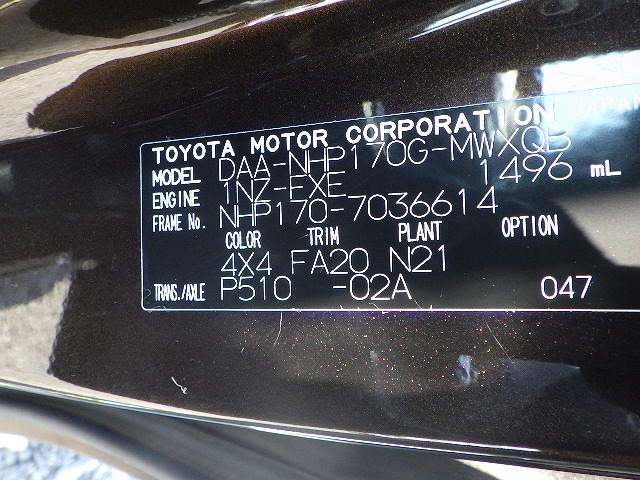 TOYOTA MOTOR CORPORATION JAPAN
MODEL DAA-NHP170G-MWXQB
ENGINE 1NZ-FXE 1496 mL
FRAME No. NHP170-7036614
COLOR TRIM PLANT OPTION
4X4 FA20 N21
TRANS./AXLE P510 -02A 047